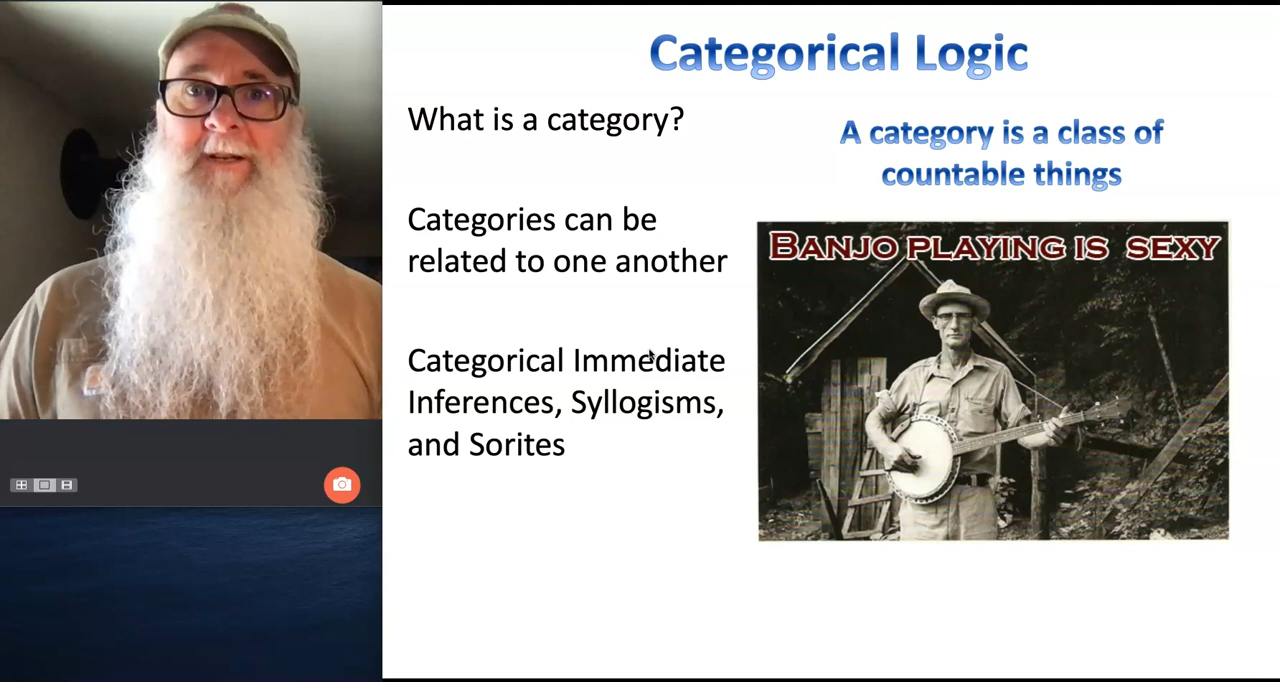 Categorical Logic
What is a category?
A category is a class of
countable things
Categories can be
related to one another
BANJO PLAYING IS SEXY
Categorical Immediate
Inferences, Syllogisms,
and Sorites